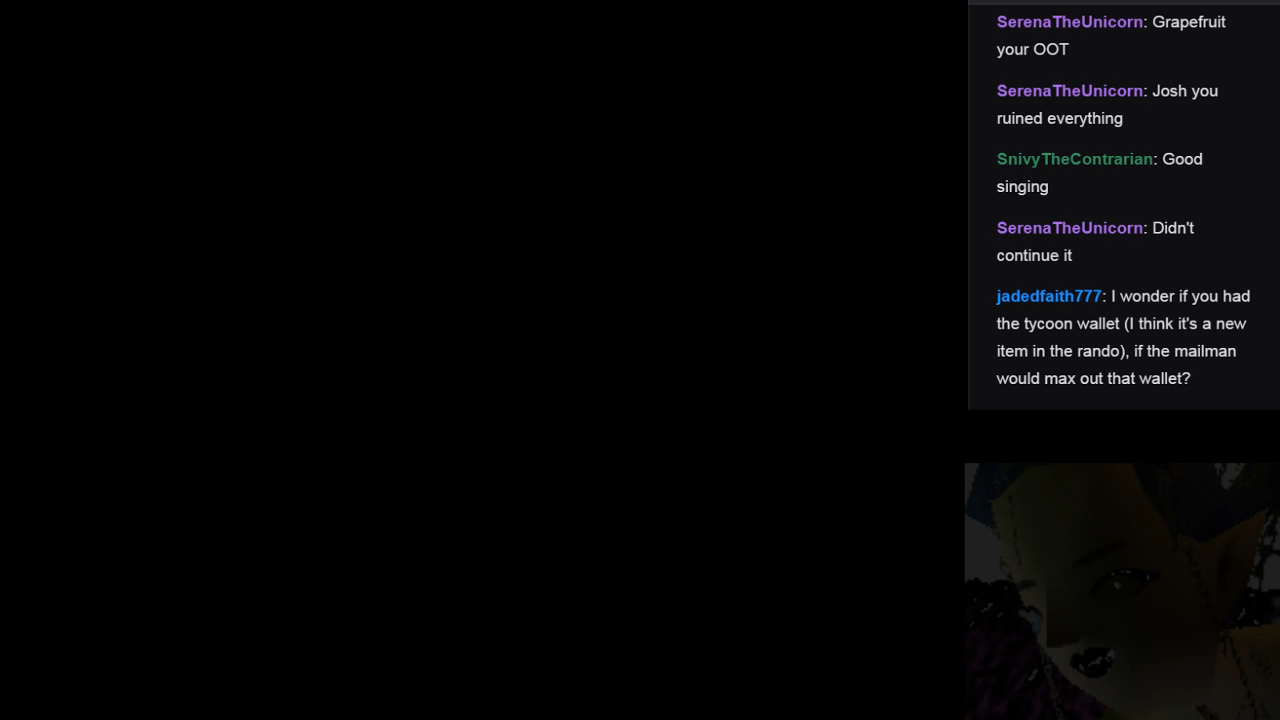 SerenaTheUnicorn: Grapefruit
your OOT
SerenaTheUnicorn: Josh you
ruined everything
SnivyTheContrarian: Good
singing
SerenaTheUnicorn: Didn't
continue it
jadedfaith777: I wonder if you had
the tycoon wallet (I think it's a new
item in the rando), if the mailman
would max out that wallet?